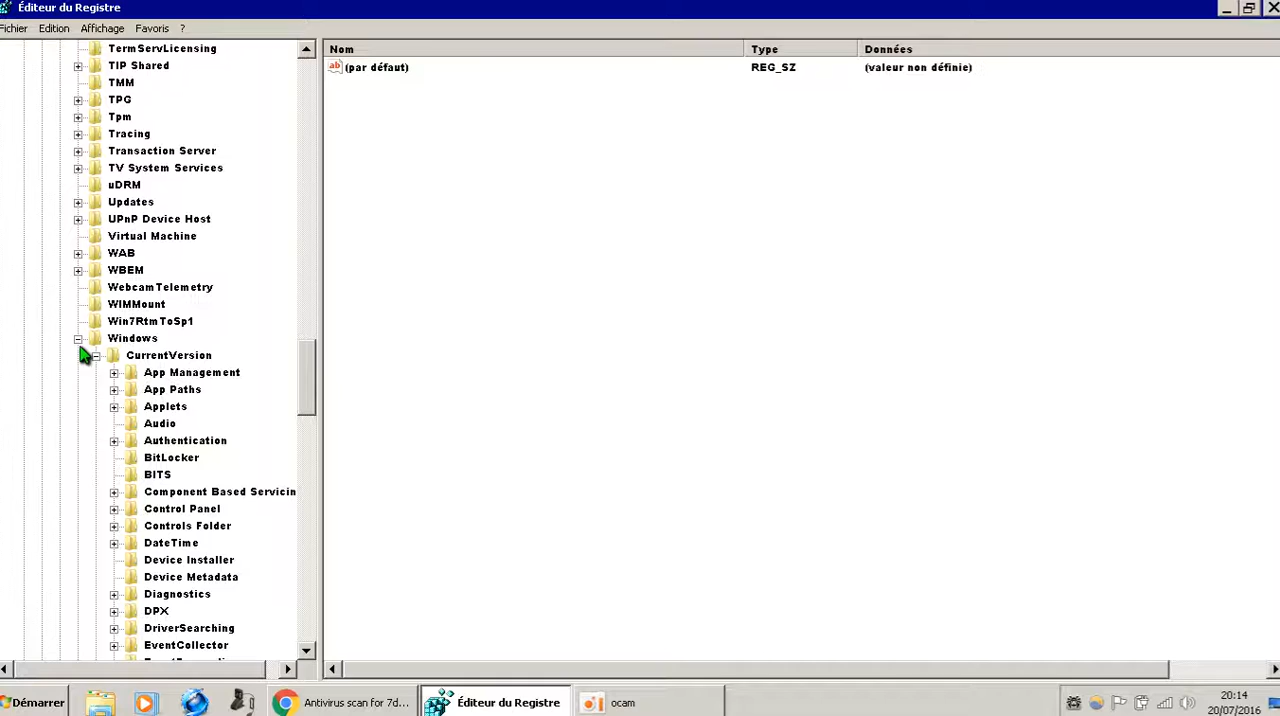 Éditeur du Registre
Fichier Edition Affichage Favoris ?
TermServLicensing
TIP Shared
TMM
TPG
Tpm
Tracing
Transaction Server
TV System Services
uDRM
Updates
UPnP Device Host
Virtual Machine
WAB
WBEM
WebcamTelemetry
WIMMount
Win7RtmToSp1
Windows
CurrentVersion
App Management
App Paths
Applets
Audio
Authentication
BitLocker
BITS
Component Based Servicin
Control Panel
Controls Folder
DateTime
Device Installer
Device Metadata
Diagnostics
DPX
DriverSearching
EventCollector
Nom Type Données
ab (par défaut) REG_SZ (valeur non définie)
Démarrer Antivirus scan for 7d... Éditeur du Registre ocam 20:14
20/07/2016